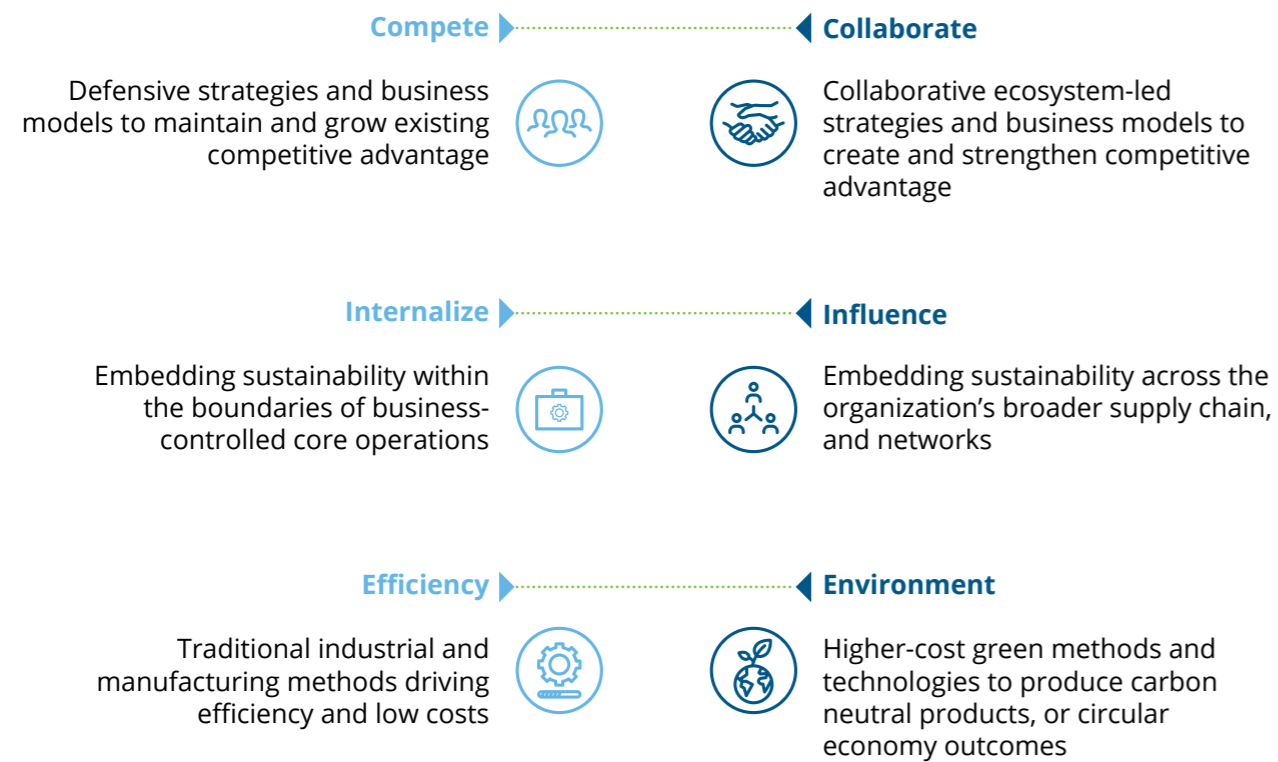 Compete
Collaborate
Defensive strategies and business
models to maintain and grow existing
competitive advantage
Collaborative ecosystem-led
strategies and business models to
create and strengthen competitive
advantage
Internalize
Influence
Embedding sustainability within
the boundaries of business-
controlled core operations
Embedding sustainability across the
organization’s broader supply chain,
and networks
Efficiency
Environment
Traditional industrial and
manufacturing methods driving
efficiency and low costs
Higher-cost green methods and
technologies to produce carbon
neutral products, or circular
economy outcomes